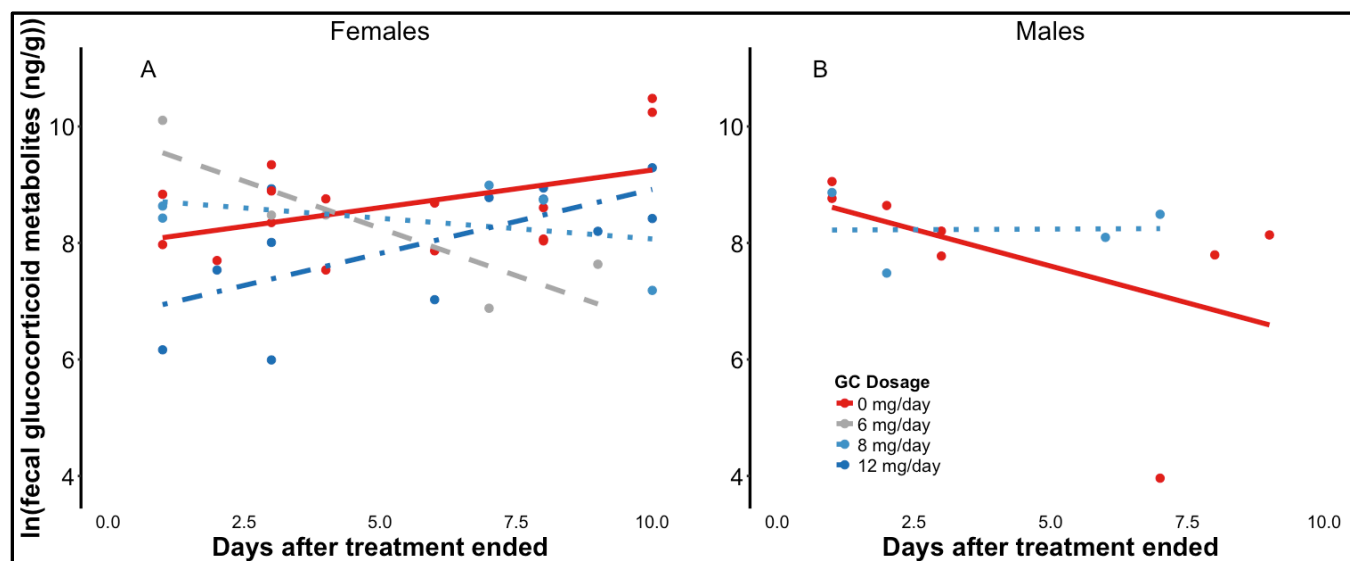 Females
Males
A
B
ln(fecal glucocorticoid metabolites (ng/g))
10
8
6
4
10
8
6
4
GC Dosage
0 mg/day
6 mg/day
8 mg/day
12 mg/day
0.0 2.5 5.0 7.5 10.0
0.0 2.5 5.0 7.5 10.0
Days after treatment ended
Days after treatment ended